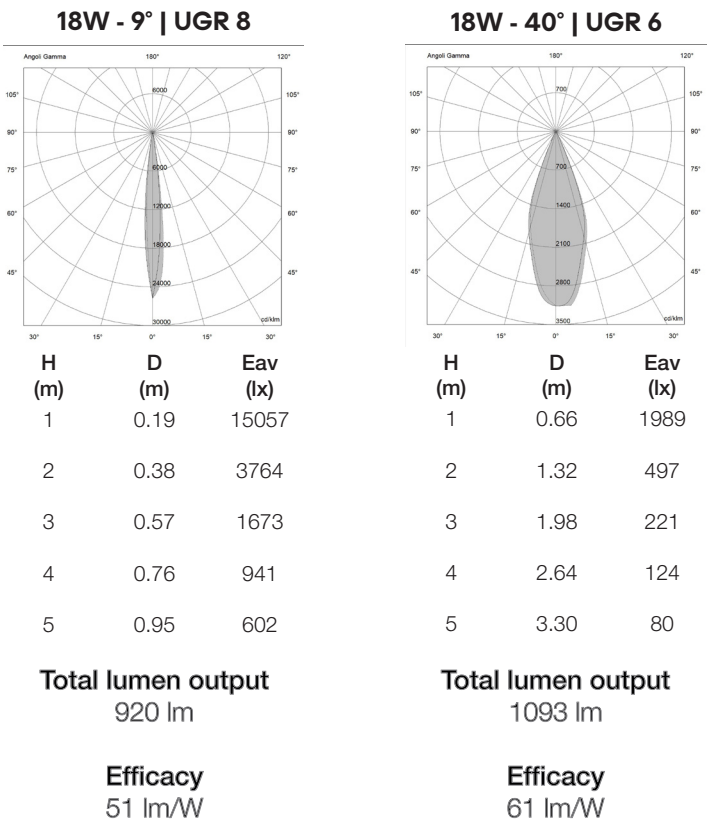 18W - 9° | UGR 8
Angoli Gamma 180° 120°
6000
105° 105°
90° 90°
6000
75° 75°
12000
60° 60°
18000
45° 45°
24000
30000 cd/klm
30° 15° 0° 15° 30°
H D Eav
(m) (m) (lx)
1 0.19 15057
2 0.38 3764
3 0.57 1673
4 0.76 941
5 0.95 602
Total lumen output
920 lm
Efficacy
51 lm/W
18W - 40° | UGR 6
Angoli Gamma 180° 120°
700
105° 105°
90° 90°
700
75° 75°
1400
60° 60°
2100
45° 45°
2800
3500 cd/klm
30° 15° 0° 15° 30°
H D Eav
(m) (m) (lx)
1 0.66 1989
2 1.32 497
3 1.98 221
4 2.64 124
5 3.30 80
Total lumen output
1093 lm
Efficacy
61 lm/W